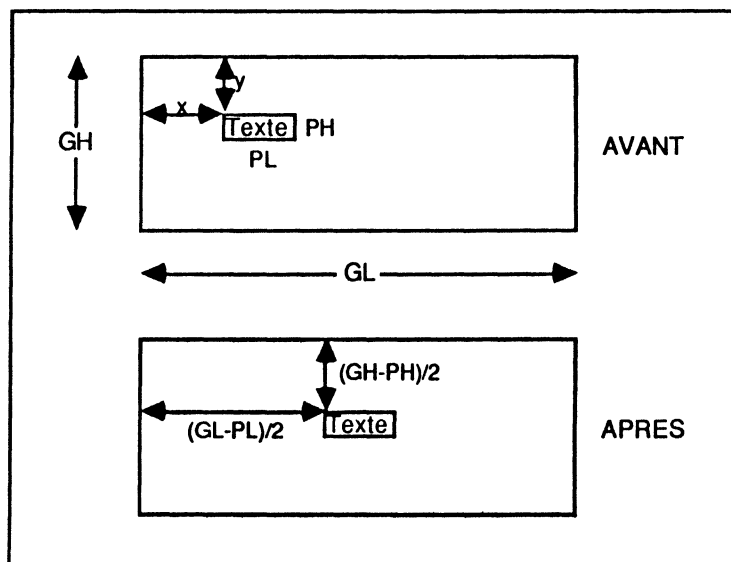 y
x
Texte PH
GH
AVANT
PL
GL
(GH-PH)/2
(GL-PL)/2
Texte
APRES